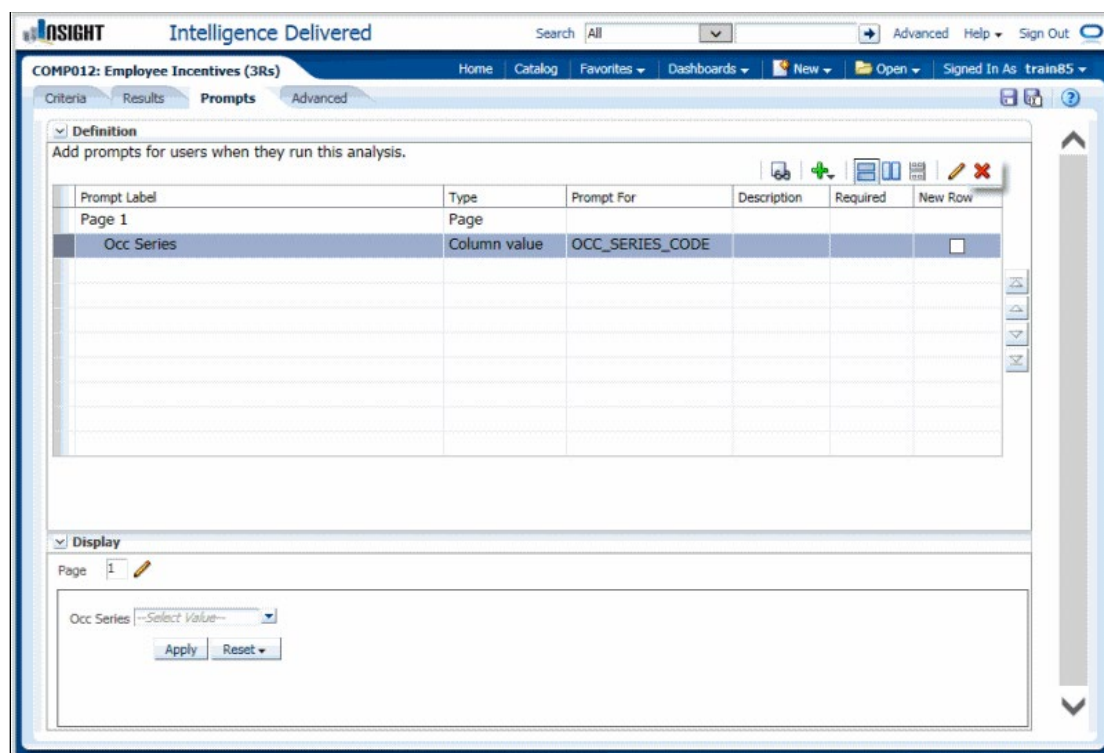 INSIGHT Intelligence Delivered Search All Advanced Help Sign Out
COMP012: Employee Incentives (3Rs) Home Catalog Favorites Dashboards New Open Signed In As train85
Criteria Results Prompts Advanced
Definition
Add prompts for users when they run this analysis.
Prompt Label Type Prompt For Description Required New Row
Page 1 Page
Occ Series Column value OCC_SERIES_CODE
Display
Page 1
Occ Series --Select Value--
Apply Reset